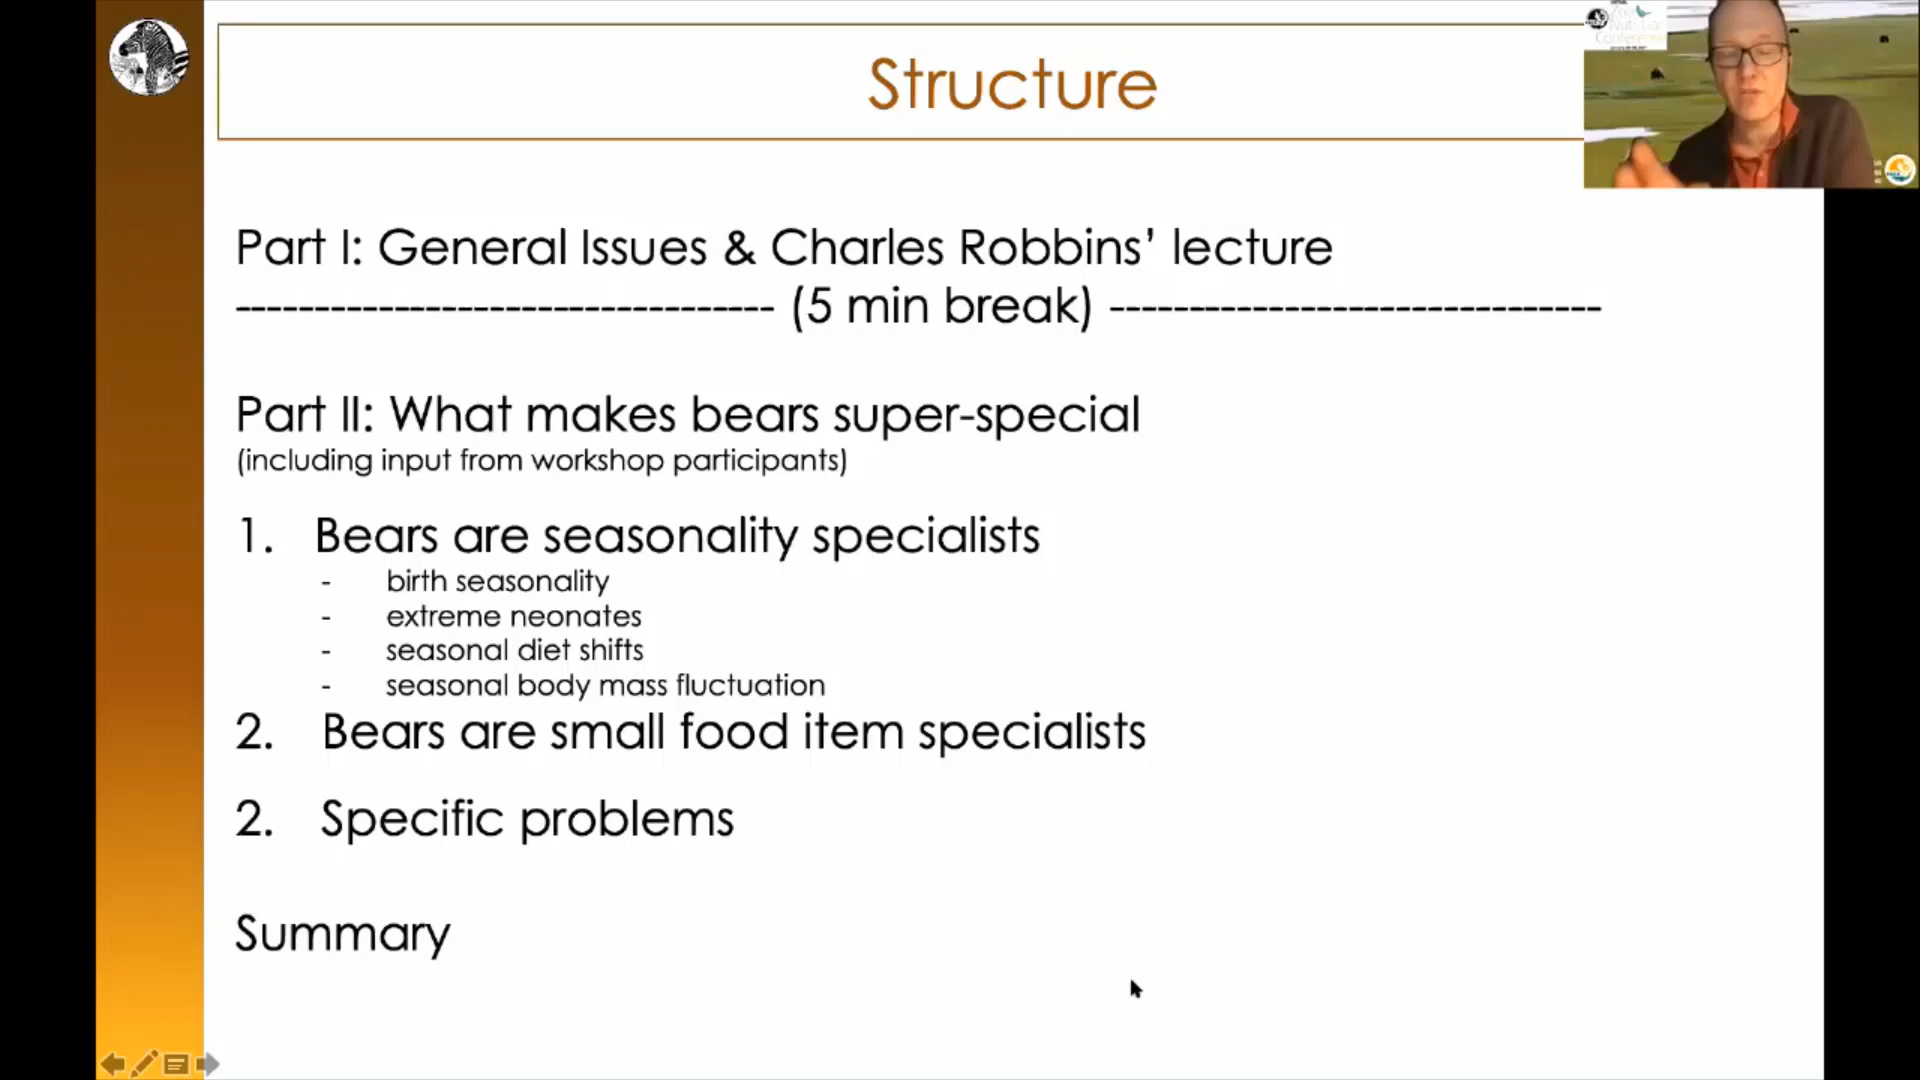 Structure
Part I: General Issues & Charles Robbins’ lecture
---------------------------------- (5 min break) -------------------------------
Part II: What makes bears super-special
(including input from workshop participants)
1. Bears are seasonality specialists
- birth seasonality
- extreme neonates
- seasonal diet shifts
- seasonal body mass fluctuation
2. Bears are small food item specialists
2. Specific problems
Summary